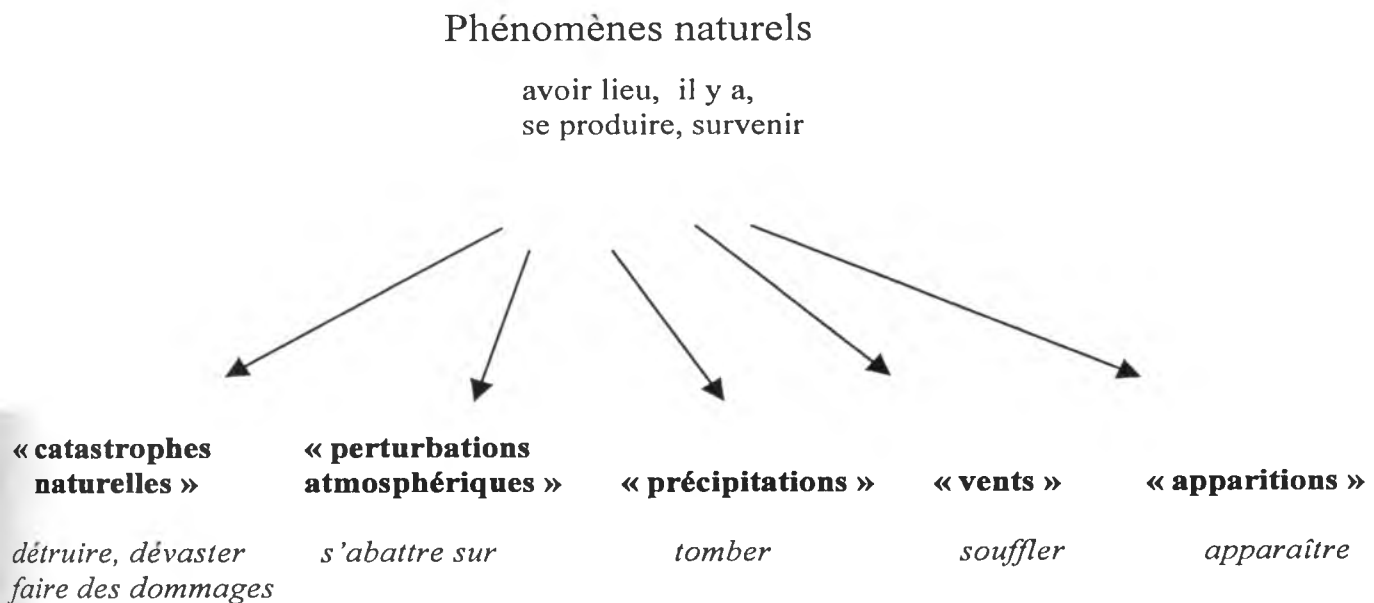 Phénomènes naturels
avoir lieu, il y a,
se produire, survenir
« catastrophes
naturelles »
« perturbations
atmosphériques »
« précipitations »
« vents »
« apparitions »
détruire, dévaster
faire des dommages
s'abattre sur
tomber
souffler
apparaître